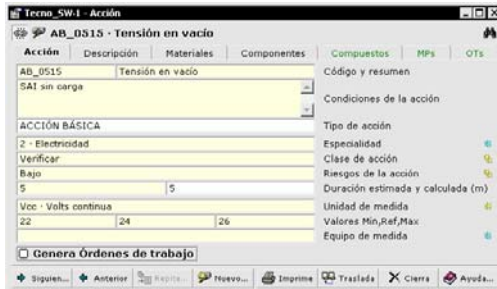 Tecno_SW-1 - Acción
AB_0515 · Tensión en vacío
Acción Descripción Materiales Componentes Compuestos MPs OTs
AB_0515 Tensión en vacío Código y resumen
SAI sin carga Condiciones de la acción
ACCIÓN BÁSICA Tipo de acción
2 - Electricidad Especialidad
Verificar Clase de acción
Bajo Riesgos de la acción
5 5 Duración estimada y calculada (m)
Vcc · Volts continua Unidad de medida
22 24 26 Valores Min,Ref,Max
Equipo de medida
Genera Órdenes de trabajo
Siguien... Anterior Repite... Nuevo... Imprime Traslada Cierra Ayuda...